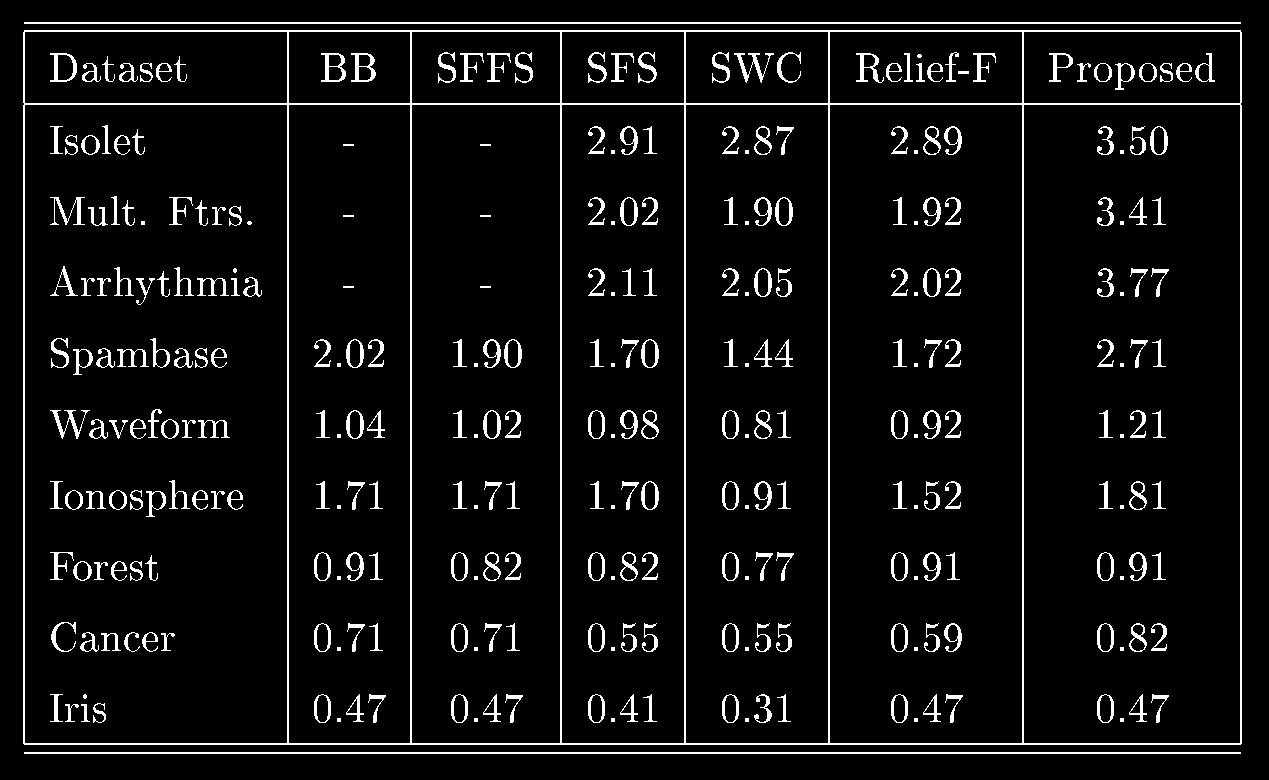 Dataset BB SFFS SFS SWC Relief-F Proposed
Isolet - - 2.91 2.87 2.89 3.50
Mult. Ftrs. - - 2.02 1.90 1.92 3.41
Arrhythmia - - 2.11 2.05 2.02 3.77
Spambase 2.02 1.90 1.70 1.44 1.72 2.71
Waveform 1.04 1.02 0.98 0.81 0.92 1.21
Ionosphere 1.71 1.71 1.70 0.91 1.52 1.81
Forest 0.91 0.82 0.82 0.77 0.91 0.91
Cancer 0.71 0.71 0.55 0.55 0.59 0.82
Iris 0.47 0.47 0.41 0.31 0.47 0.47